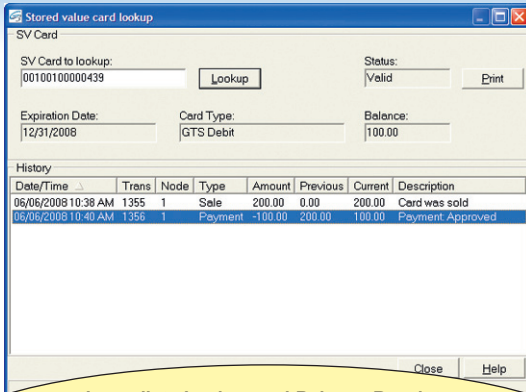 Stored value card lookup
SV Card
SV Card to lookup:
Status:
00100100000439
Lookup
Valid
Print
Expiration Date:
Card Type:
Balance:
12/31/2008
GTS Debit
100.00
History
Date/Time Trans Node Type Amount Previous Current Description
06/06/2008 10:38 AM 1355 1 Sale 200.00 0.00 200.00 Card was sold
06/06/2008 10:40 AM 1356 1 Payment -100.00 200.00 100.00 Payment: Approved
Close Help